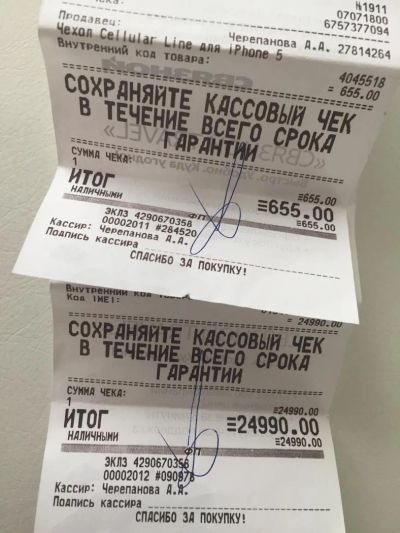 чека:
№1911
07071800
6757377094
Продавец: Черепанова А.А. 27814264
Чехол Cellular Line для iPhone 5
Внутренний код товара:
4045518
= 655.00
СОХРАНЯЙТЕ КАССОВЫЙ ЧЕК
В ТЕЧЕНИЕ ВСЕГО СРОКА
ГАРАНТИИ
СУММА ЧЕКА:
1 ≡655.00
ИТОГ ≡655.00
НАЛИЧНЫМИ ≡655.00
ФП
ЭКЛЗ 4290670358
00002011 #284520
Кассир: Черепанова А.А.
Подпись кассира
СПАСИБО ЗА ПОКУПКУ!
Внутренний код
Код IMEI:
= 24990.00
СОХРАНЯЙТЕ КАССОВЫЙ ЧЕК
В ТЕЧЕНИЕ ВСЕГО СРОКА
ГАРАНТИИ
СУММА ЧЕКА:
1 ≡24990.00
ИТОГ ≡24990.00
НАЛИЧНЫМИ ≡24990.00
ФП
ЭКЛЗ 4290670358
00002012 #090978
Кассир: Черепанова А.А.
Подпись кассира
СПАСИБО ЗА ПОКУПКУ!